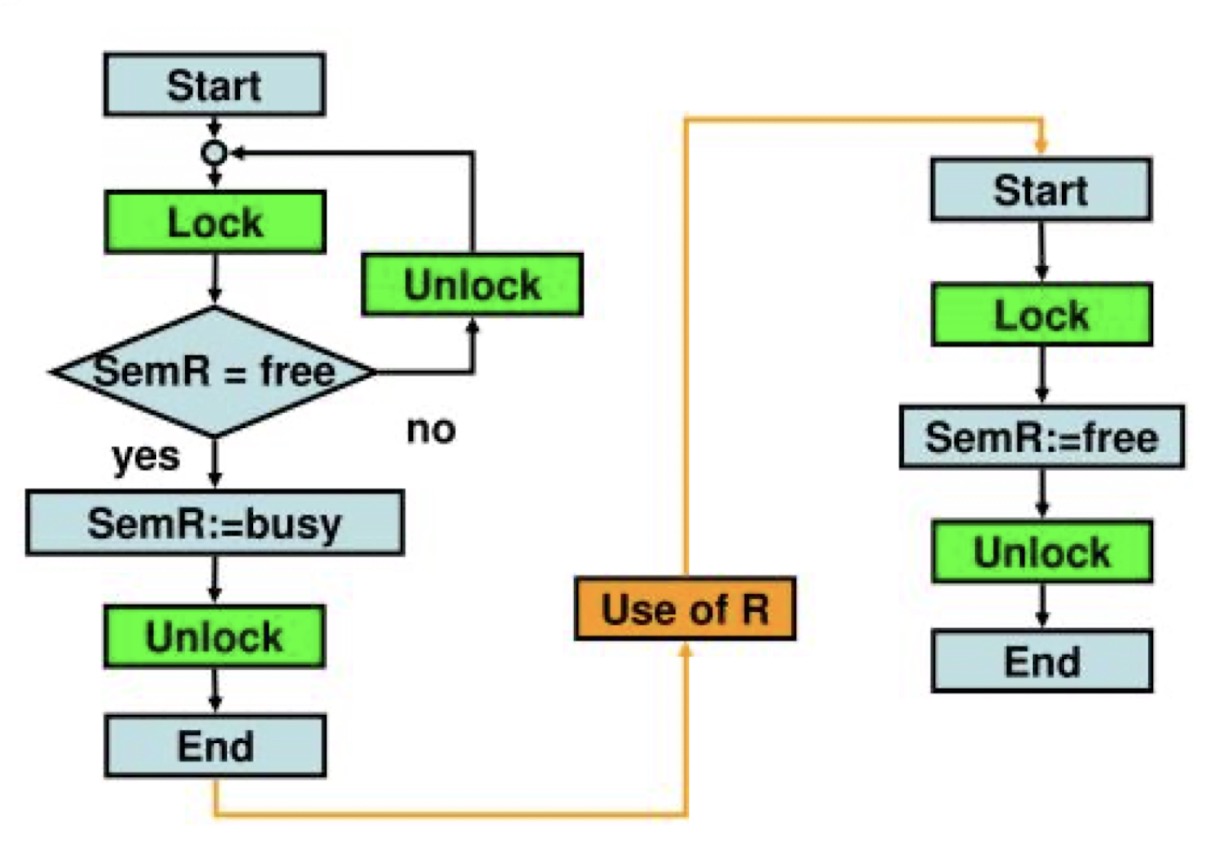 Start
Lock
Unlock
SemR = free
no
yes
SemR:=busy
Unlock
End
Use of R
Start
Lock
SemR:=free
Unlock
End